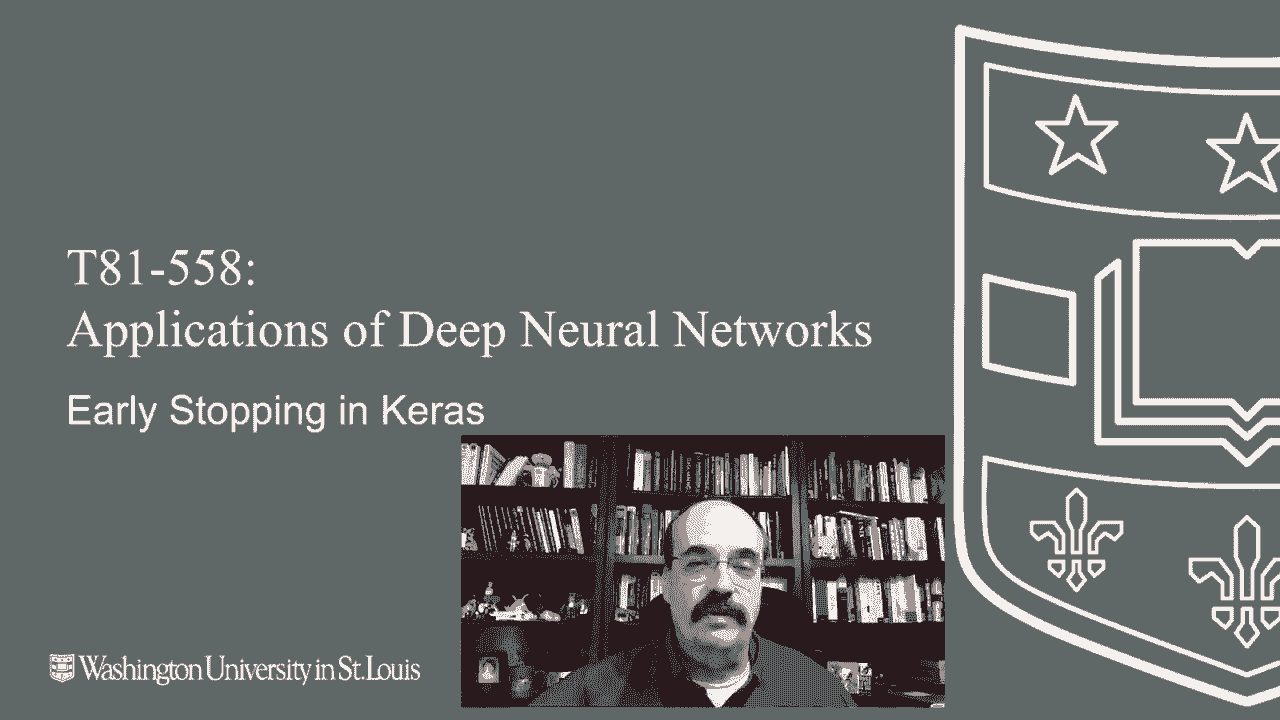 T81-558:
Applications of Deep Neural Networks
Early Stopping in Keras
Washington University in St. Louis